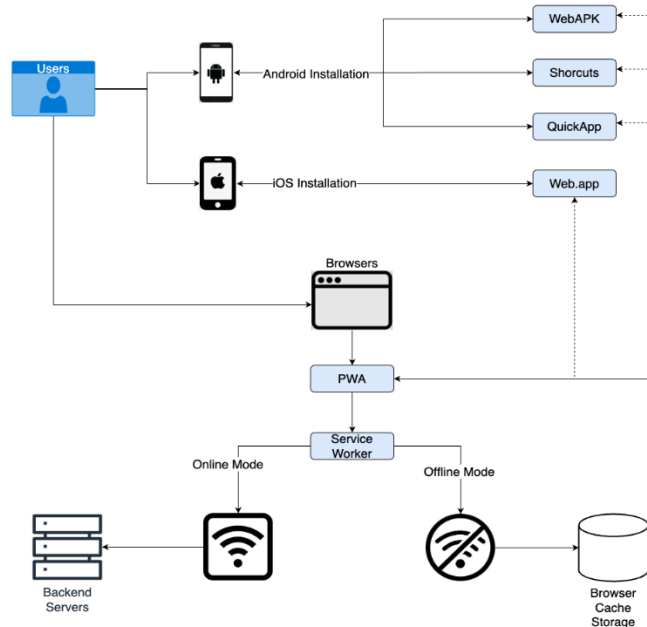 WebAPK
Users
Android Installation
Shorcuts
QuickApp
iOS Installation
Web.app
Browsers
PWA
Service
Worker
Online Mode
Offline Mode
Backend
Servers
Browser
Cache
Storage